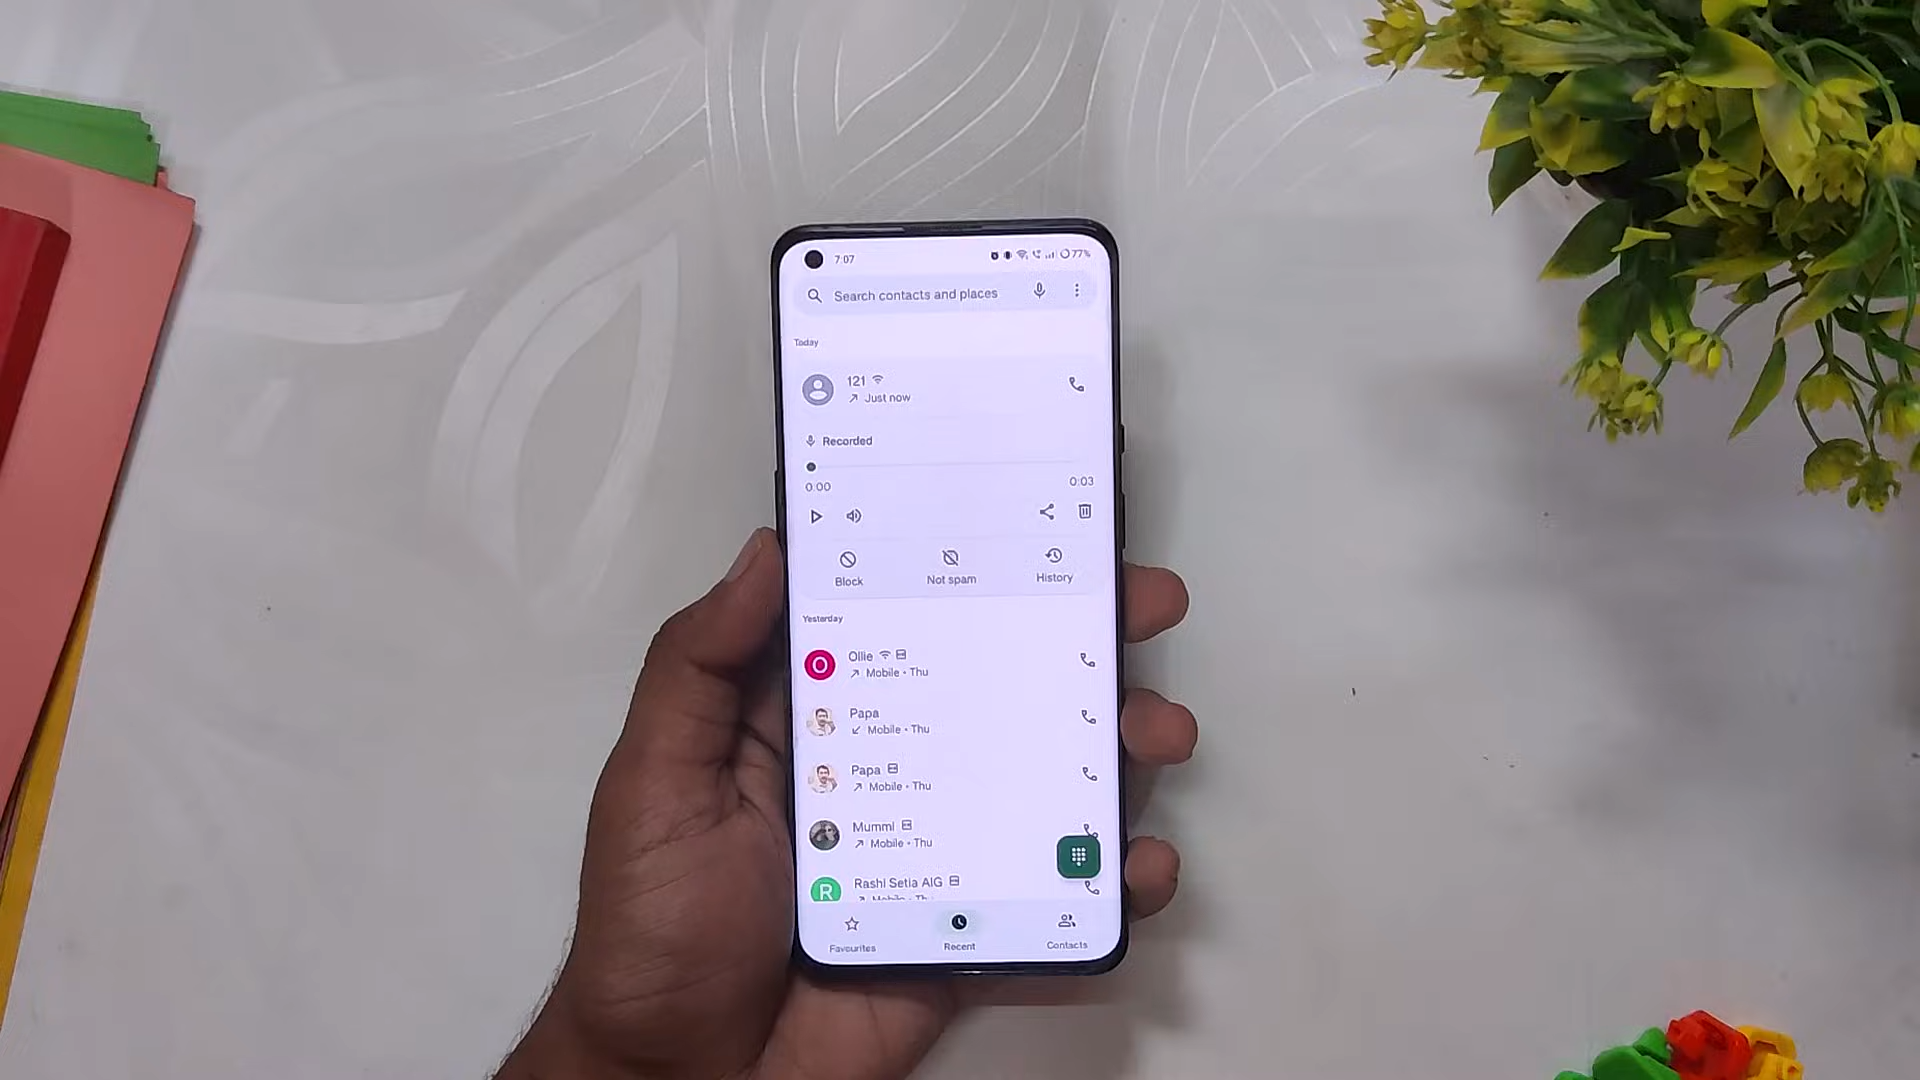 7:07
77%
Search contacts and places
Today
121
Just now
Recorded
0:00
0:03
Block
Not spam
History
Yesterday
O
Ollie
Mobile • Thu
Papa
Mobile • Thu
Papa
Mobile • Thu
Mummi
Mobile • Thu
R
Rashi Setia AIG
Mobile • Th
Favourites
Recent
Contacts